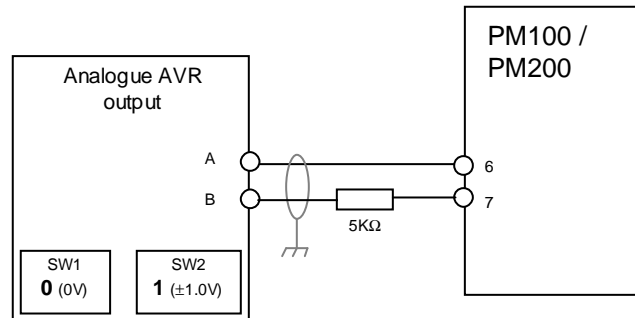 Analogue AVR
output
PM100 /
PM200
A
6
B
7
5KΩ
SW1
0 (0V)
SW2
1 (±1.0V)